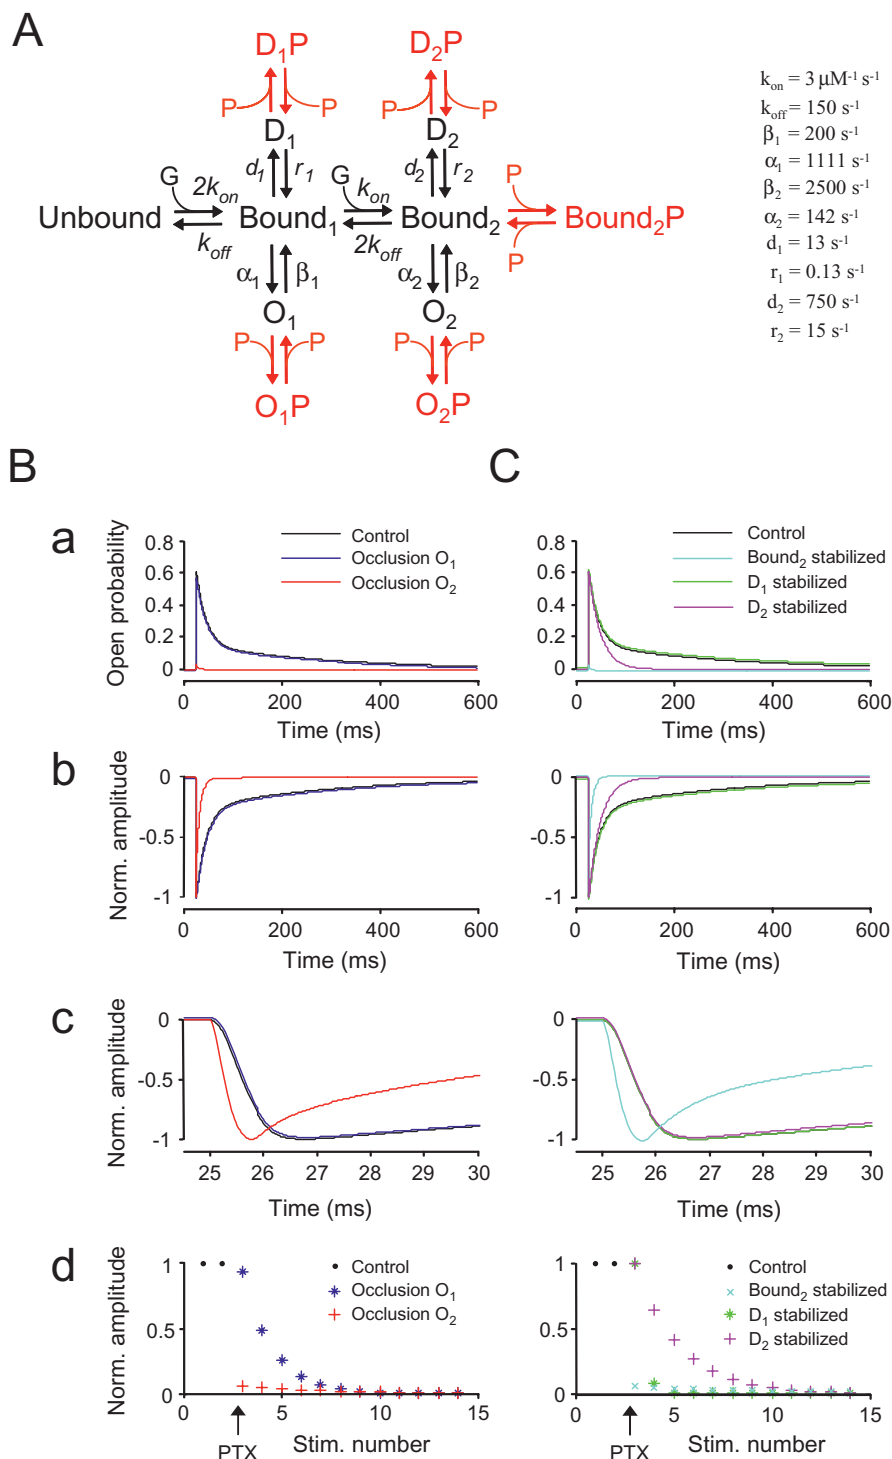 A
D1P
D2P
P
P
P
P
D1
D2
d1
r1
d2
r2
G
2kon
G
kon
P
Unbound
Bound1
Bound2
Bound2P
koff
2koff
P
α1
β1
α2
β2
O1
O2
P
P
P
P
O1P
O2P
kon = 3 μM-1 s-1
koff = 150 s-1
β1 = 200 s-1
α1 = 1111 s-1
β2 = 2500 s-1
α2 = 142 s-1
d1 = 13 s-1
r1 = 0.13 s-1
d2 = 750 s-1
r2 = 15 s-1
B
C
a
Open probability
0.8
0.6
0.4
0.2
0
Control
Occlusion O1
Occlusion O2
0 200 400 600
Time (ms)
0.8
0.6
0.4
0.2
0
Control
Bound2 stabilized
D1 stabilized
D2 stabilized
0 200 400 600
Time (ms)
b
Norm. amplitude
0
-0.5
-1
0 200 400 600
Time (ms)
0
-0.5
-1
0 200 400 600
Time (ms)
c
Norm. amplitude
0
-0.5
-1
25 26 27 28 29 30
Time (ms)
0
-0.5
-1
25 26 27 28 29 30
Time (ms)
d
Norm. amplitude
1
0.5
0
Control
Occlusion O1
Occlusion O2
0 5 10 15
PTX
Stim. number
1
0.5
0
Control
Bound2 stabilized
D1 stabilized
D2 stabilized
0 5 10 15
PTX
Stim. number